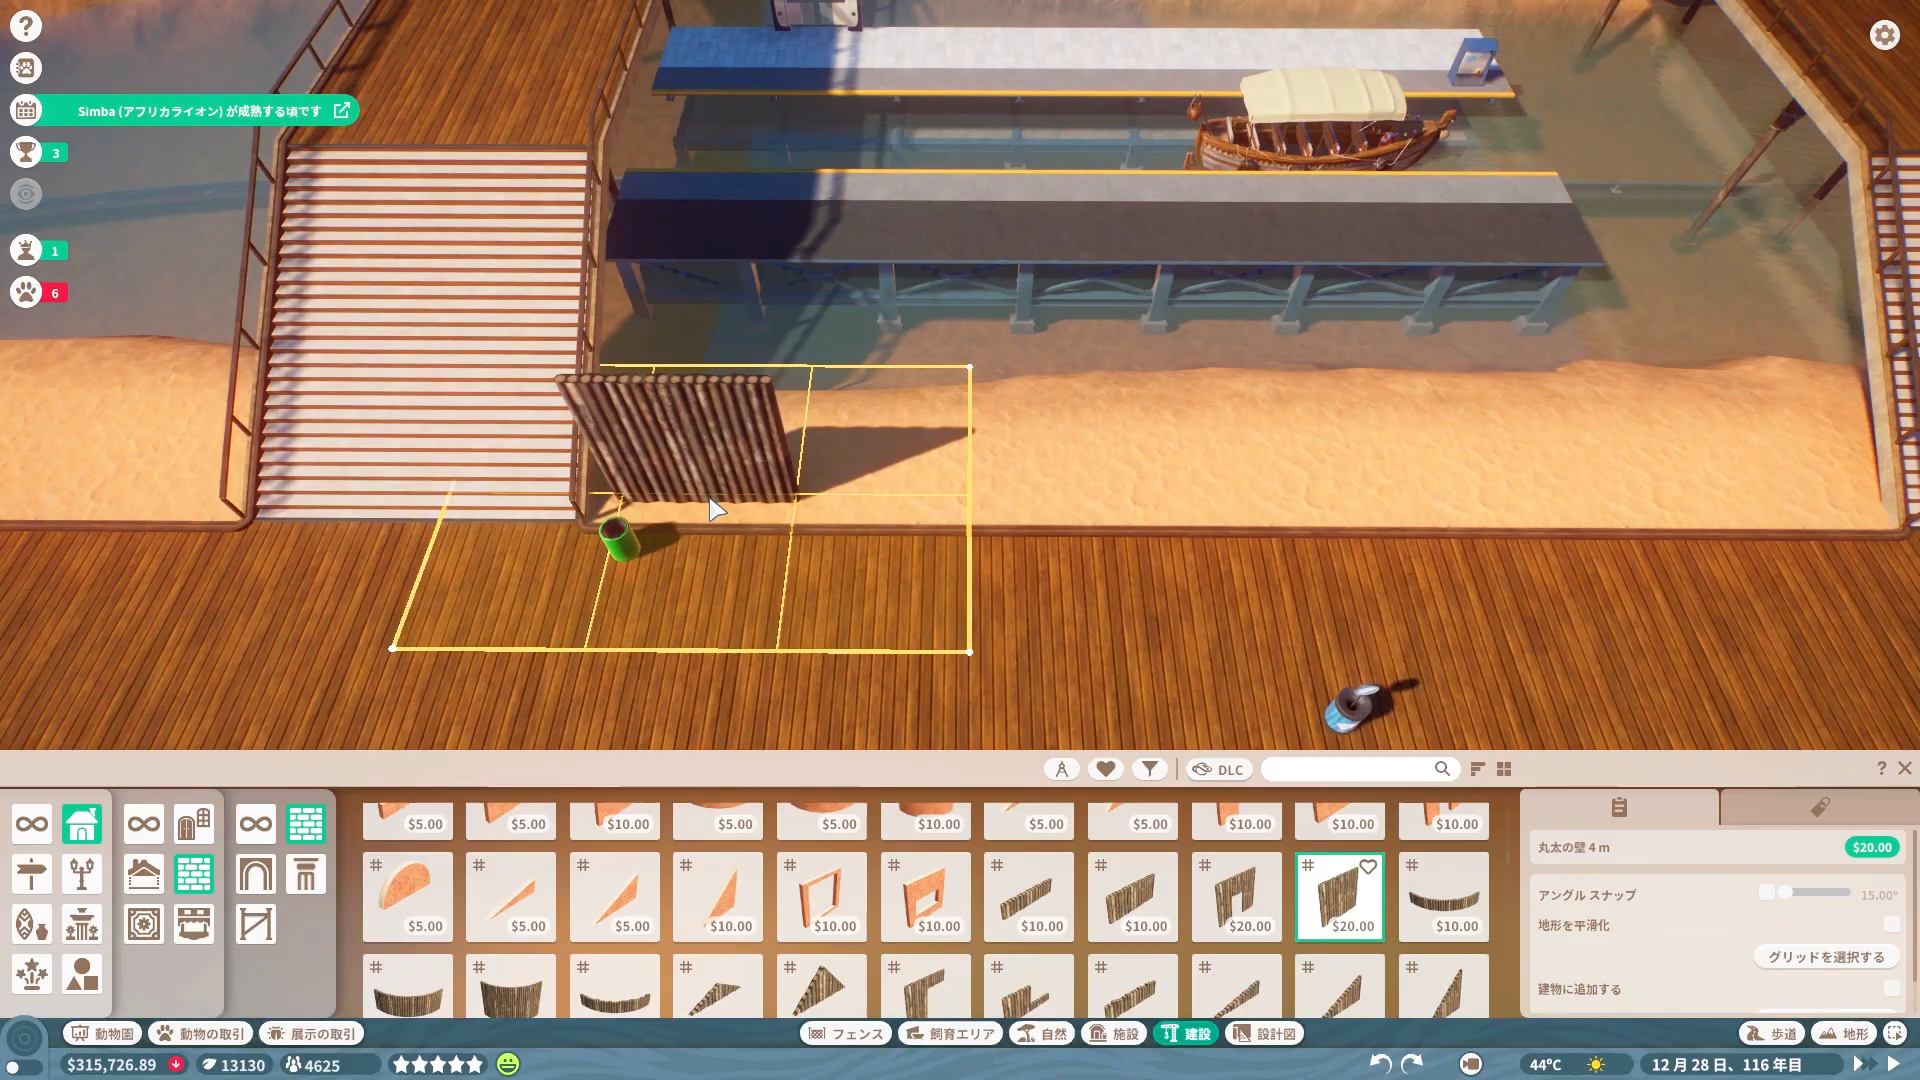 ?
Simba (アフリカライオン) が成熟する頃です
3
1
6
DLC
? ×
$5.00 $5.00 $10.00 $5.00 $5.00 $10.00 $5.00 $5.00 $10.00 $10.00 $10.00
$5.00 $5.00 $5.00 $10.00 $10.00 $10.00 $10.00 $10.00 $20.00 $20.00 $10.00
丸太の壁 4 m $20.00
アングル スナップ 15.00°
地形を平滑化
グリッドを選択する
建物に追加する
動物園 動物の取引 展示の取引 フェンス 飼育エリア 自然 施設 建設 設計図 歩道 地形
$315,726.89 13130 4625 44°C 12 月 28 日、116 年目